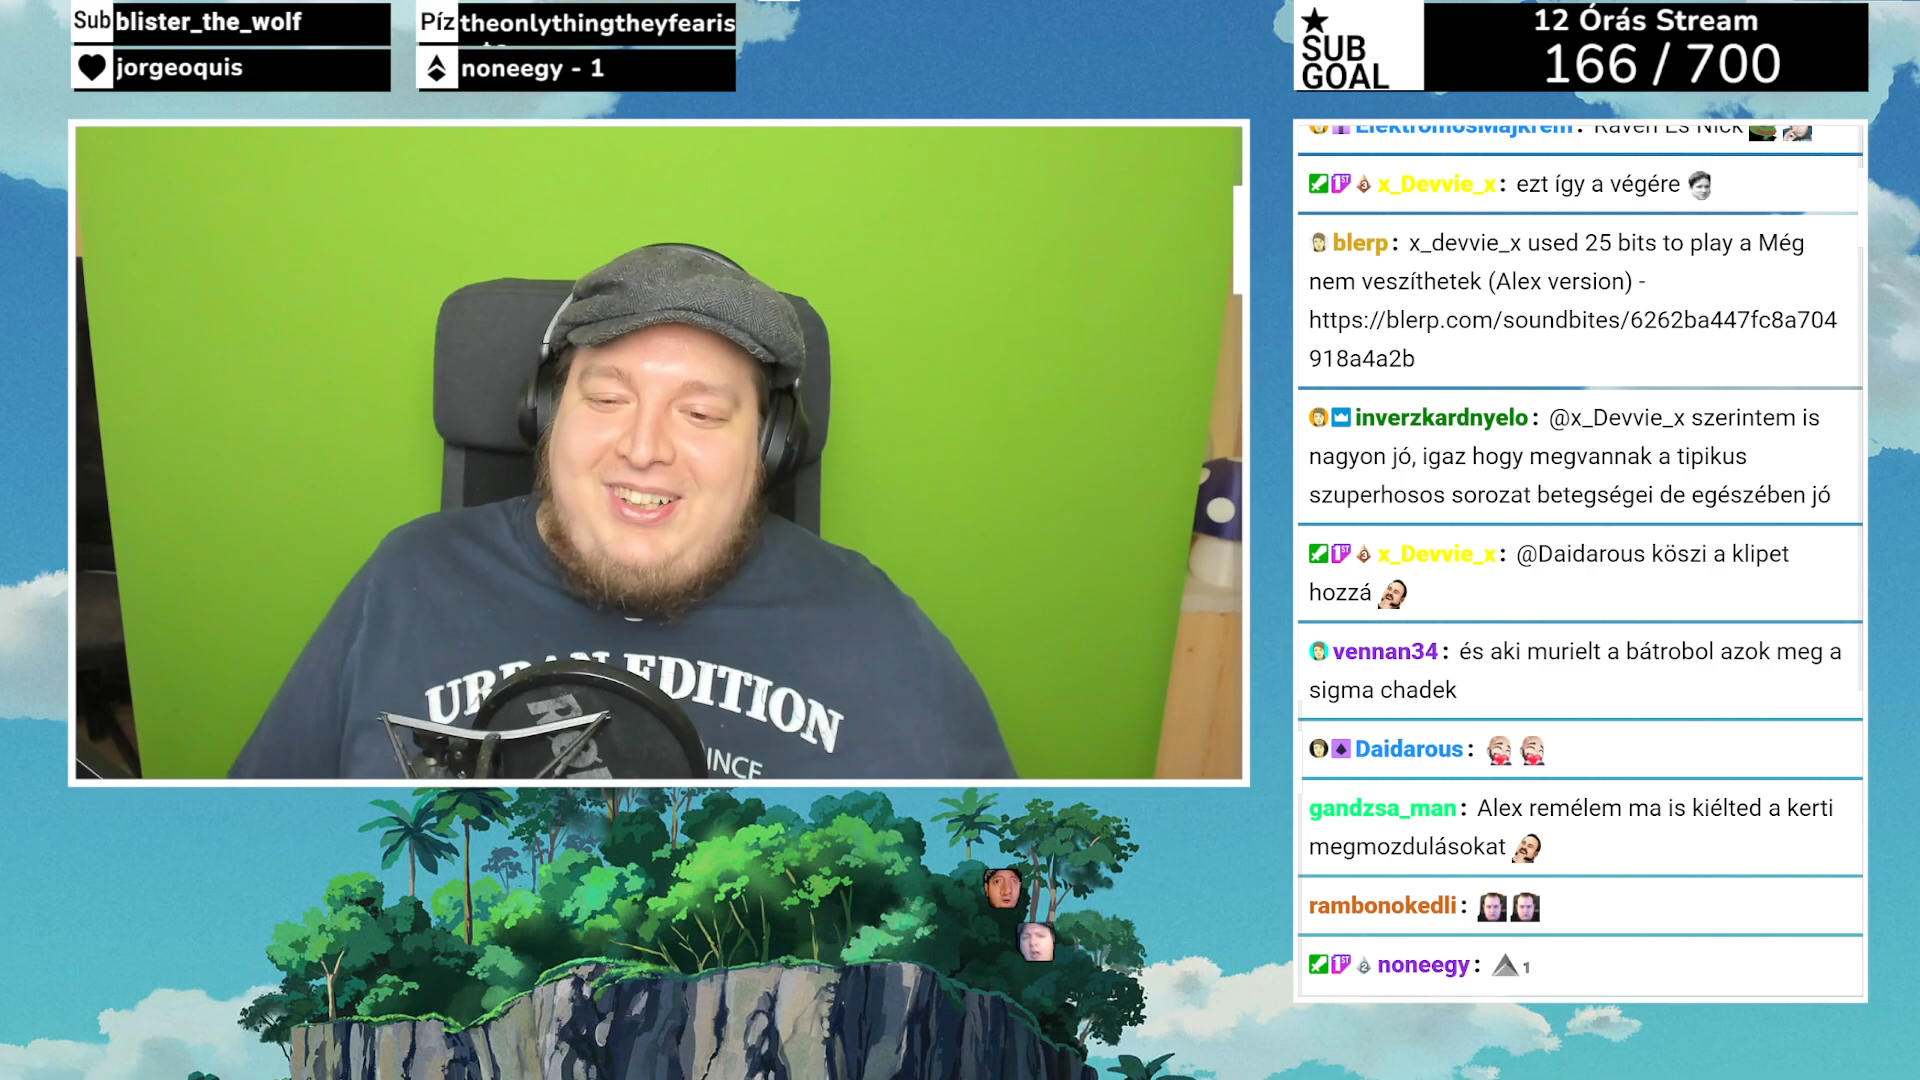 Sub blister_the_wolf
jorgeoquis
Píz theonlythingtheyfearis
noneegy - 1
SUB GOAL
12 Órás Stream
166 / 700
ElektromosMajkrém: Raven És Nick
x_Devvie_x: ezt így a végére
blerp: x_devvie_x used 25 bits to play a Még
nem veszíthetek (Alex version) -
https://blerp.com/soundbites/6262ba447fc8a704
918a4a2b
inverzkardnyelo: @x_Devvie_x szerintem is
nagyon jó, igaz hogy megvannak a tipikus
szuperhosos sorozat betegségei de egészében jó
x_Devvie_x: @Daidarous köszi a klipet
hozzá
vennan34: és aki murielt a bátrobol azok meg a
sigma chadek
Daidarous:
gandzsa_man: Alex remélem ma is kiélted a kerti
megmozdulásokat
rambonokedli:
noneegy: 1
URBAN EDITION
INCE